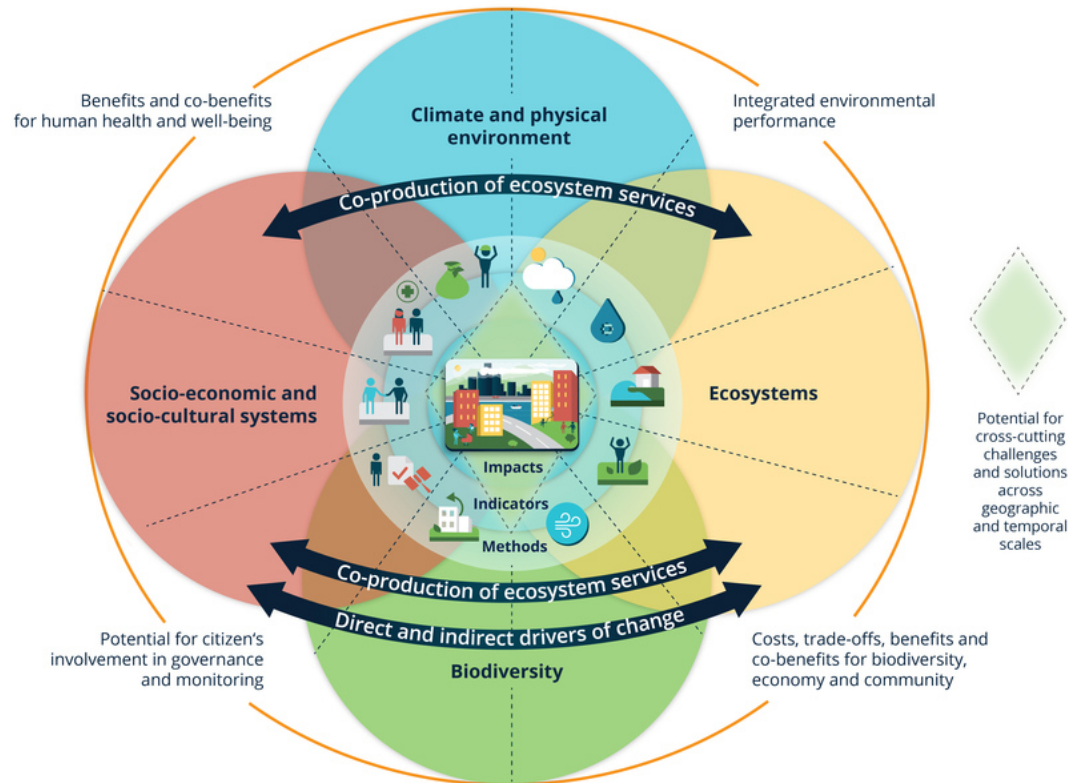 Benefits and co-benefits
for human health and well-being
Climate and physical
environment
Integrated environmental
performance
Co-production of ecosystem services
Socio-economic and
socio-cultural systems
Ecosystems
Impacts
Indicators
Methods
Potential for
cross-cutting
challenges
and solutions
across
geographic
and temporal
scales
Co-production of ecosystem services
Direct and indirect drivers of change
Biodiversity
Potential for citizen's
involvement in governance
and monitoring
Costs, trade-offs, benefits and
co-benefits for biodiversity,
economy and community